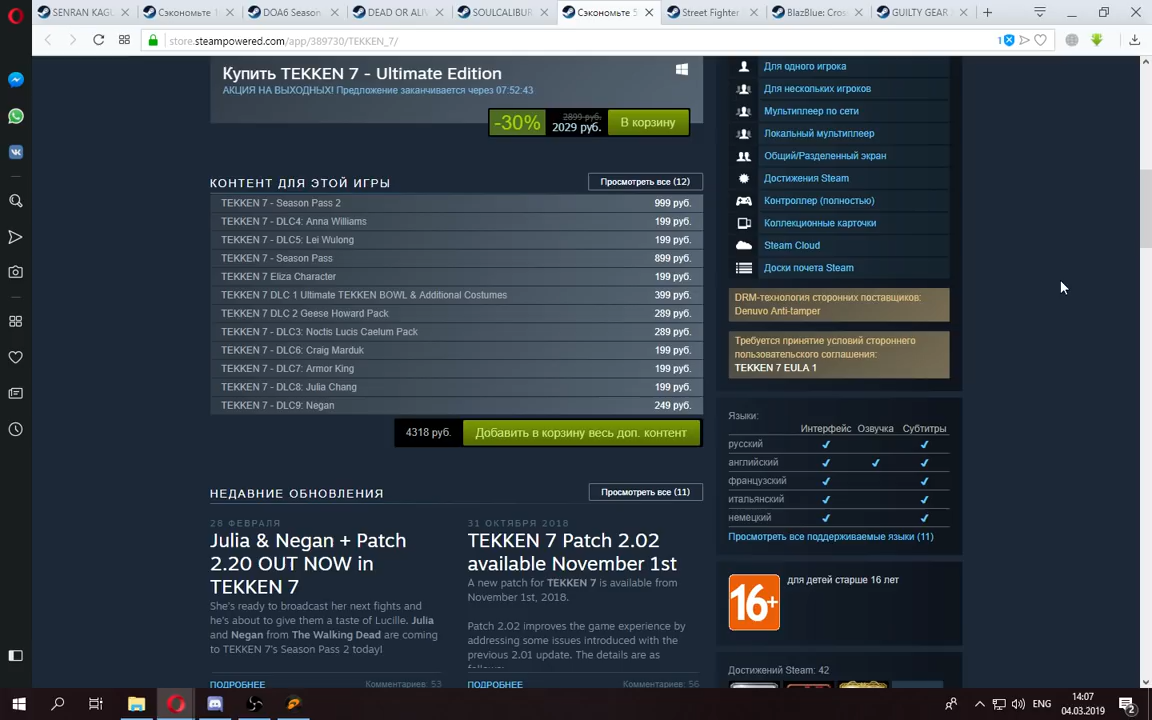 SENRAN KAGU
Сэкономьте 1
DOA6 Season
DEAD OR ALIV
SOULCALIBUR
Сэкономьте 5
Street Fighter
BlazBlue: Cros
GUILTY GEAR
store.steampowered.com/app/389730/TEKKEN_7/
1
Купить TEKKEN 7 - Ultimate Edition
АКЦИЯ НА ВЫХОДНЫХ! Предложение заканчивается через 07:52:43
-30%
2899 руб.
2029 руб.
В корзину
КОНТЕНТ ДЛЯ ЭТОЙ ИГРЫ
Просмотреть все (12)
TEKKEN 7 - Season Pass 2 999 руб.
TEKKEN 7 - DLC4: Anna Williams 199 руб.
TEKKEN 7 - DLC5: Lei Wulong 199 руб.
TEKKEN 7 - Season Pass 899 руб.
TEKKEN 7 Eliza Character 199 руб.
TEKKEN 7 DLC 1 Ultimate TEKKEN BOWL & Additional Costumes 399 руб.
TEKKEN 7 DLC 2 Geese Howard Pack 289 руб.
TEKKEN 7 - DLC3: Noctis Lucis Caelum Pack 289 руб.
TEKKEN 7 - DLC6: Craig Marduk 199 руб.
TEKKEN 7 - DLC7: Armor King 199 руб.
TEKKEN 7 - DLC8: Julia Chang 199 руб.
TEKKEN 7 - DLC9: Negan 249 руб.
4318 руб. Добавить в корзину весь доп. контент
НЕДАВНИЕ ОБНОВЛЕНИЯ
Просмотреть все (11)
28 ФЕВРАЛЯ
Julia & Negan + Patch
2.20 OUT NOW in
TEKKEN 7
She's ready to broadcast her next fights and
he's about to give them a taste of Lucille. Julia
and Negan from The Walking Dead are coming
to TEKKEN 7's Season Pass 2 today!
ПОДРОБНЕЕ Комментариев: 53
31 ОКТЯБРЯ 2018
TEKKEN 7 Patch 2.02
available November 1st
A new patch for TEKKEN 7 is available from
November 1st, 2018.
Patch 2.02 improves the game experience by
addressing some issues introduced with the
previous 2.01 update. The details are as
follows:
ПОДРОБНЕЕ Комментариев: 56
Для одного игрока
Для нескольких игроков
Мультиплеер по сети
Локальный мультиплеер
Общий/Разделенный экран
Достижения Steam
Контроллер (полностью)
Коллекционные карточки
Steam Cloud
Доски почета Steam
DRM-технология сторонних поставщиков:
Denuvo Anti-tamper
Требуется принятие условий стороннего
пользовательского соглашения:
TEKKEN 7 EULA 1
Языки:
Интерфейс Озвучка Субтитры
русский ✔ ✔
английский ✔ ✔ ✔
французский ✔ ✔
итальянский ✔ ✔
немецкий ✔ ✔
Просмотреть все поддерживаемые языки (11)
16+
для детей старше 16 лет
Достижений Steam: 42
ENG
14:07
04.03.2019
2